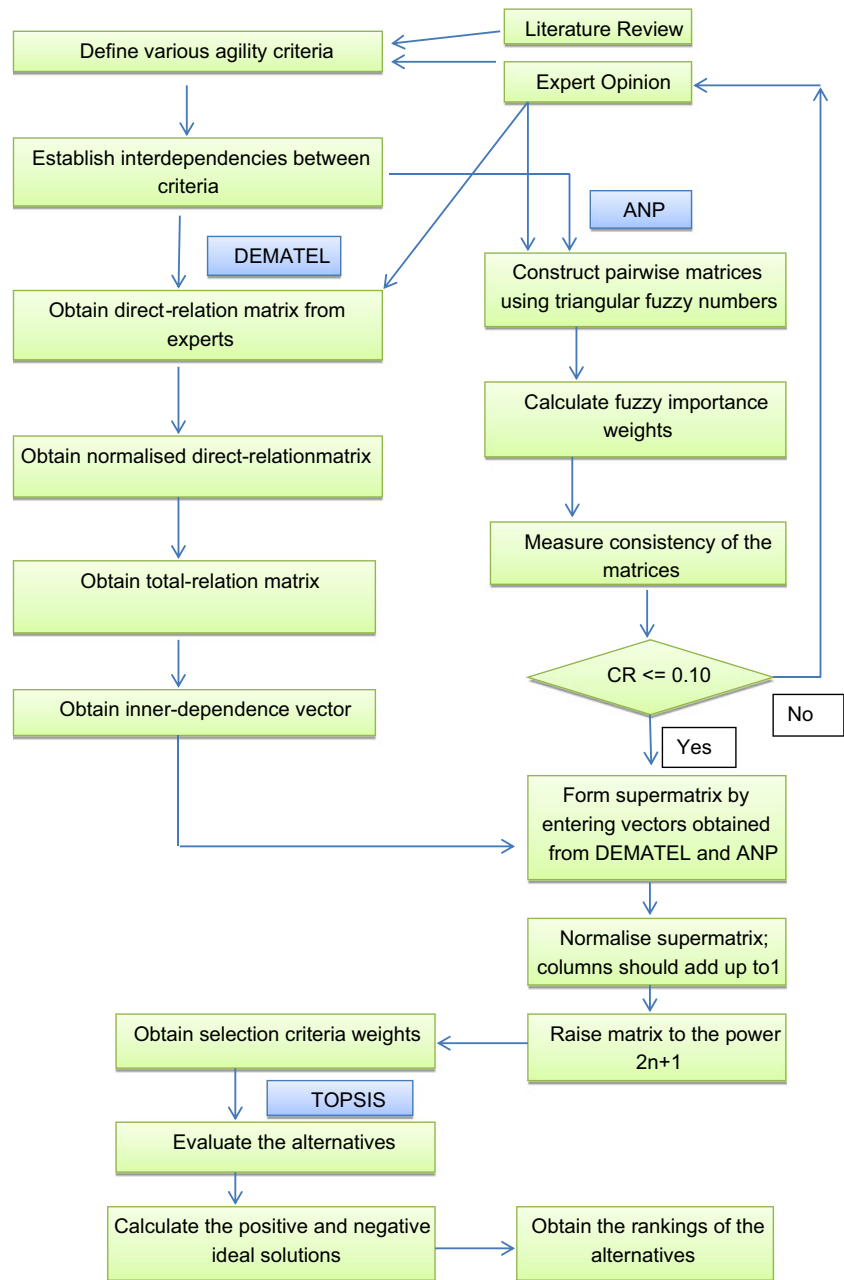 Literature Review
Define various agility criteria
Expert Opinion
Establish interdependencies between
criteria
ANP
DEMATEL
Construct pairwise matrices
using triangular fuzzy numbers
Obtain direct-relation matrix from
experts
Calculate fuzzy importance
weights
Obtain normalised direct-relationmatrix
Measure consistency of the
matrices
Obtain total-relation matrix
CR <= 0.10
Obtain inner-dependence vector
No
Yes
Form supermatrix by
entering vectors obtained
from DEMATEL and ANP
Normalise supermatrix;
columns should add up to1
Obtain selection criteria weights
Raise matrix to the power
2n+1
TOPSIS
Evaluate the alternatives
Calculate the positive and negative
ideal solutions
Obtain the rankings of the
alternatives